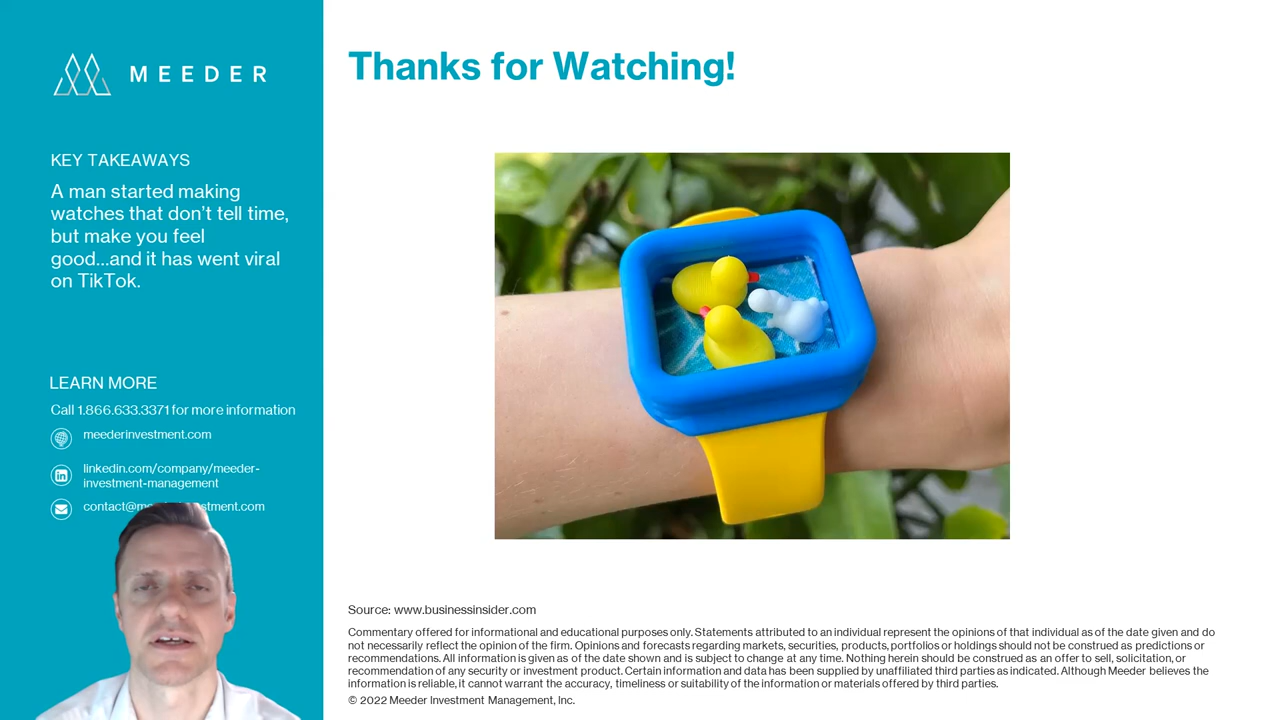 MEEDER
Thanks for Watching!
KEY TAKEAWAYS
A man started making
watches that don't tell time,
but make you feel
good...and it has went viral
on TikTok.
LEARN MORE
Call 1.866.633.3371 for more information
meederinvestment.com
linkedin.com/company/meeder-
investment-management
Source: www.businessinsider.com
Commentary offered for informational and educational purposes only. Statements attributed to an individual represent the opinions of that individual as of the date given and do
not necessarily reflect the opinion of the firm. Opinions and forecasts regarding markets, securities, products, portfolios or holdings should not be construed as predictions or
recommendations. All information is given as of the date shown and is subject to change at any time. Nothing herein should be construed as an offer to sell, solicitation, or
recommendation of any security or investment product. Certain information and data has been supplied by unaffiliated third parties as indicated. Although Meeder believes the
information is reliable, it cannot warrant the accuracy, timeliness or suitability of the information or materials offered by third parties.
© 2022 Meeder Investment Management, Inc.